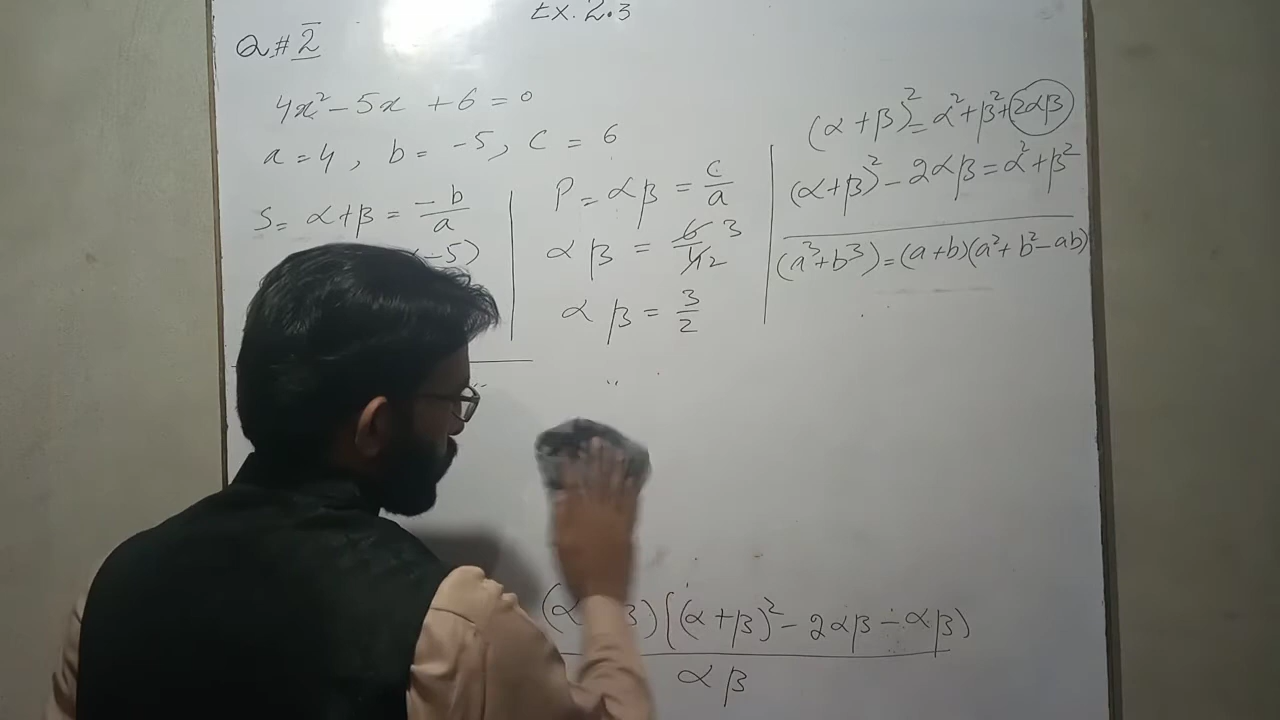 Ex. 2.3
Q # 2
4x² - 5x + 6 = 0
a = 4, b = -5, C = 6
S = α + β = -b/a
(-5)
P = αβ = c/a
αβ = 6/4 3/2
αβ = 3/2
(α + β)² = α² + β² + 2αβ
(α + β)² - 2αβ = α² + β²
(a³ + b³) = (a + b)(a² + b² - ab)
[(α + β)² - 2αβ - αβ)
αβ